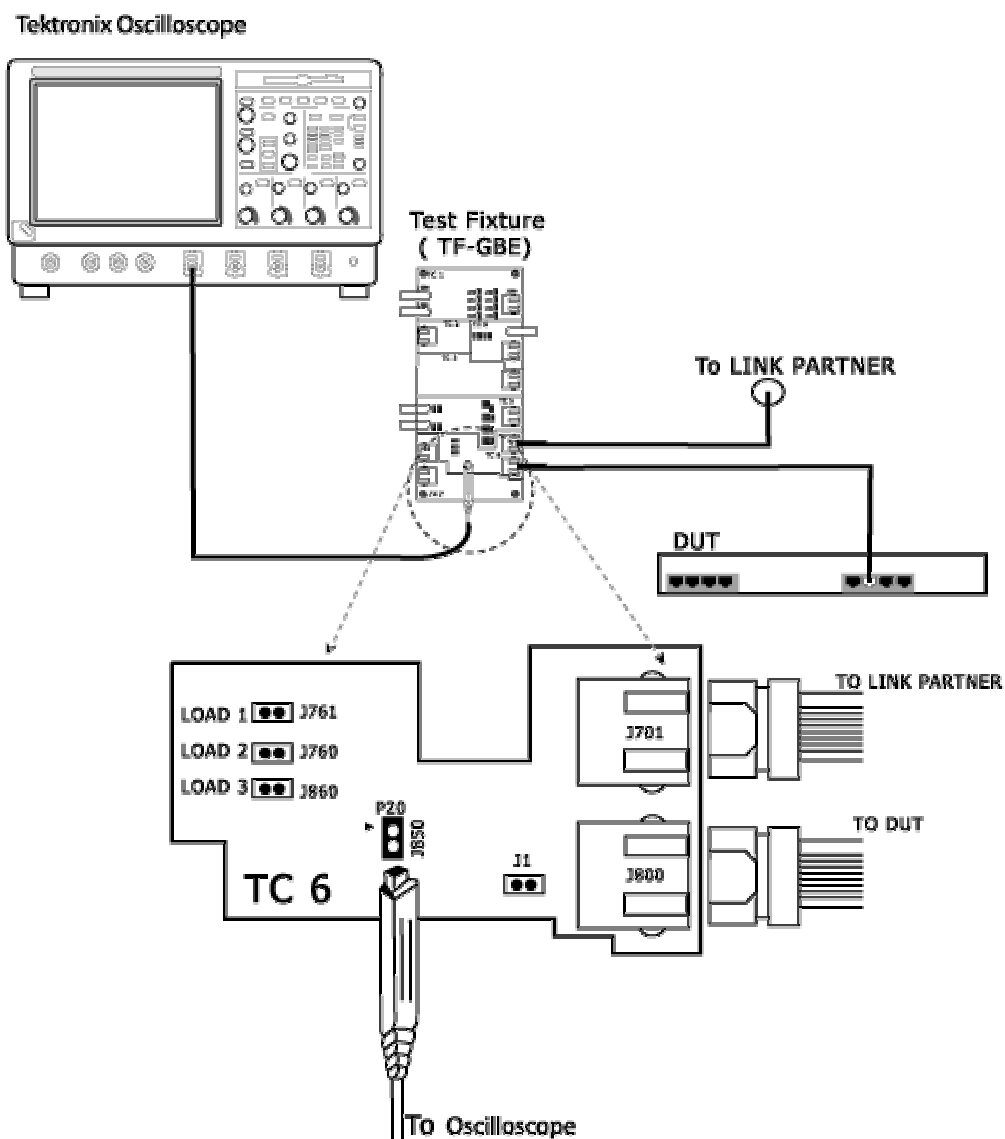 Tektronix Oscilloscope
Test Fixture
( TF-GBE)
To LINK PARTNER
DUT
TO LINK PARTNER
LOAD 1 J761
J701
LOAD 2 J760
LOAD 3 J860
P20
J850
TO DUT
J1
J800
TC 6
To Oscilloscope